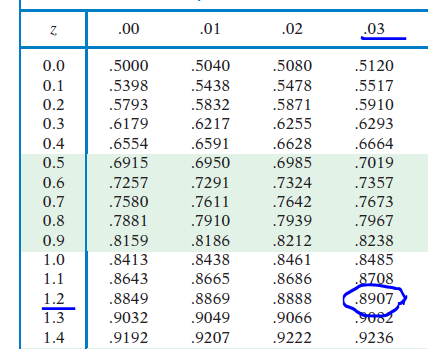 z .00 .01 .02 .03
0.0 .5000 .5040 .5080 .5120
0.1 .5398 .5438 .5478 .5517
0.2 .5793 .5832 .5871 .5910
0.3 .6179 .6217 .6255 .6293
0.4 .6554 .6591 .6628 .6664
0.5 .6915 .6950 .6985 .7019
0.6 .7257 .7291 .7324 .7357
0.7 .7580 .7611 .7642 .7673
0.8 .7881 .7910 .7939 .7967
0.9 .8159 .8186 .8212 .8238
1.0 .8413 .8438 .8461 .8485
1.1 .8643 .8665 .8686 .8708
1.2 .8849 .8869 .8888 .8907
1.3 .9032 .9049 .9066 .9082
1.4 .9192 .9207 .9222 .9236